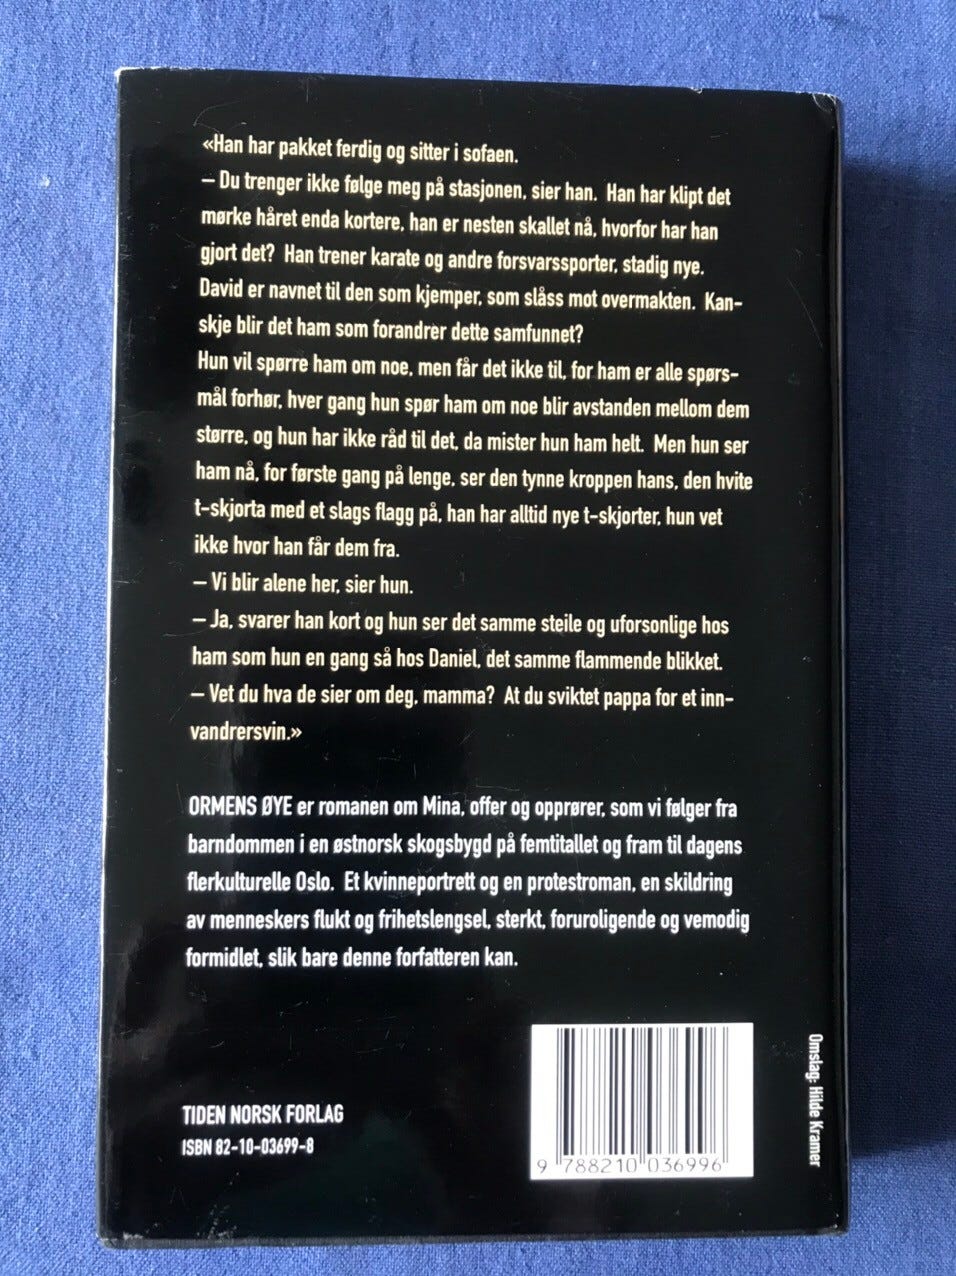 «Han har pakket ferdig og sitter i sofaen.
– Du trenger ikke følge meg på stasjonen, sier han. Han har klipt det
mørke håret enda kortere, han er nesten skallet nå, hvorfor har han
gjort det? Han trener karate og andre forsvarssporter, stadig nye.
David er navnet til den som kjemper, som slåss mot overmakten. Kan-
skje blir det ham som forandrer dette samfunnet?
Hun vil spørre ham om noe, men får det ikke til, for ham er alle spørs-
mål forhør, hver gang hun spør ham om noe blir avstanden mellom dem
større, og hun har ikke råd til det, da mister hun ham helt. Men hun ser
ham nå, for første gang på lenge, ser den tynne kroppen hans, den hvite
t-skjorta med et slags flagg på, han har alltid nye t-skjorter, hun vet
ikke hvor han får dem fra.
– Vi blir alene her, sier hun.
– Ja, svarer han kort og hun ser det samme steile og uforsonlige hos
ham som hun en gang så hos Daniel, det samme flammende blikket.
– Vet du hva de sier om deg, mamma? At du sviktet pappa for et inn-
vandrersvin.»
ORMENS ØYE er romanen om Mina, offer og opprører, som vi følger fra
barndommen i en østnorsk skogsbygd på femtitallet og fram til dagens
flerkulturelle Oslo. Et kvinneportrett og en protestroman, en skildring
av menneskers flukt og frihetslengsel, sterkt, foruroligende og vemodig
formidlet, slik bare denne forfatteren kan.
TIDEN NORSK FORLAG
ISBN 82-10-03699-8
9 788210 036996
Omslag: Hilde Kramer